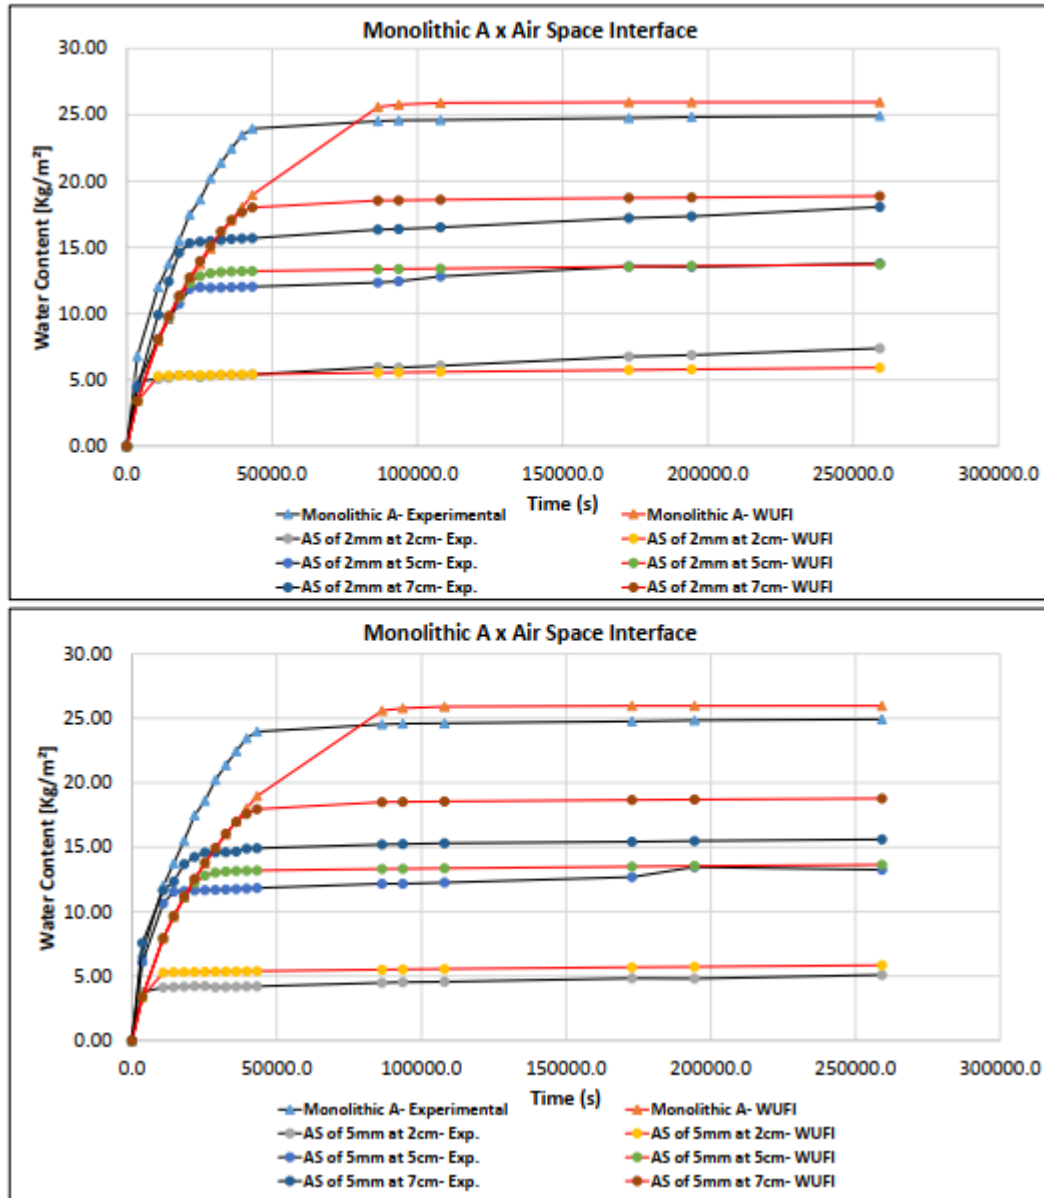 Monolithic A x Air Space Interface
30.00
25.00
20.00
15.00
10.00
5.00
0.00
Water Content [Kg/m²]
0.0 50000.0 100000.0 150000.0 200000.0 250000.0 300000.0
Time (s)
Monolithic A- Experimental Monolithic A- WUFI
AS of 2mm at 2cm- Exp. AS of 2mm at 2cm- WUFI
AS of 2mm at 5cm- Exp. AS of 2mm at 5cm- WUFI
AS of 2mm at 7cm- Exp. AS of 2mm at 7cm- WUFI
Monolithic A x Air Space Interface
30.00
25.00
20.00
15.00
10.00
5.00
0.00
Water Content [Kg/m²]
0.0 50000.0 100000.0 150000.0 200000.0 250000.0 300000.0
Time (s)
Monolithic A- Experimental Monolithic A- WUFI
AS of 5mm at 2cm- Exp. AS of 5mm at 2cm- WUFI
AS of 5mm at 5cm- Exp. AS of 5mm at 5cm- WUFI
AS of 5mm at 7cm- Exp. AS of 5mm at 7cm- WUFI